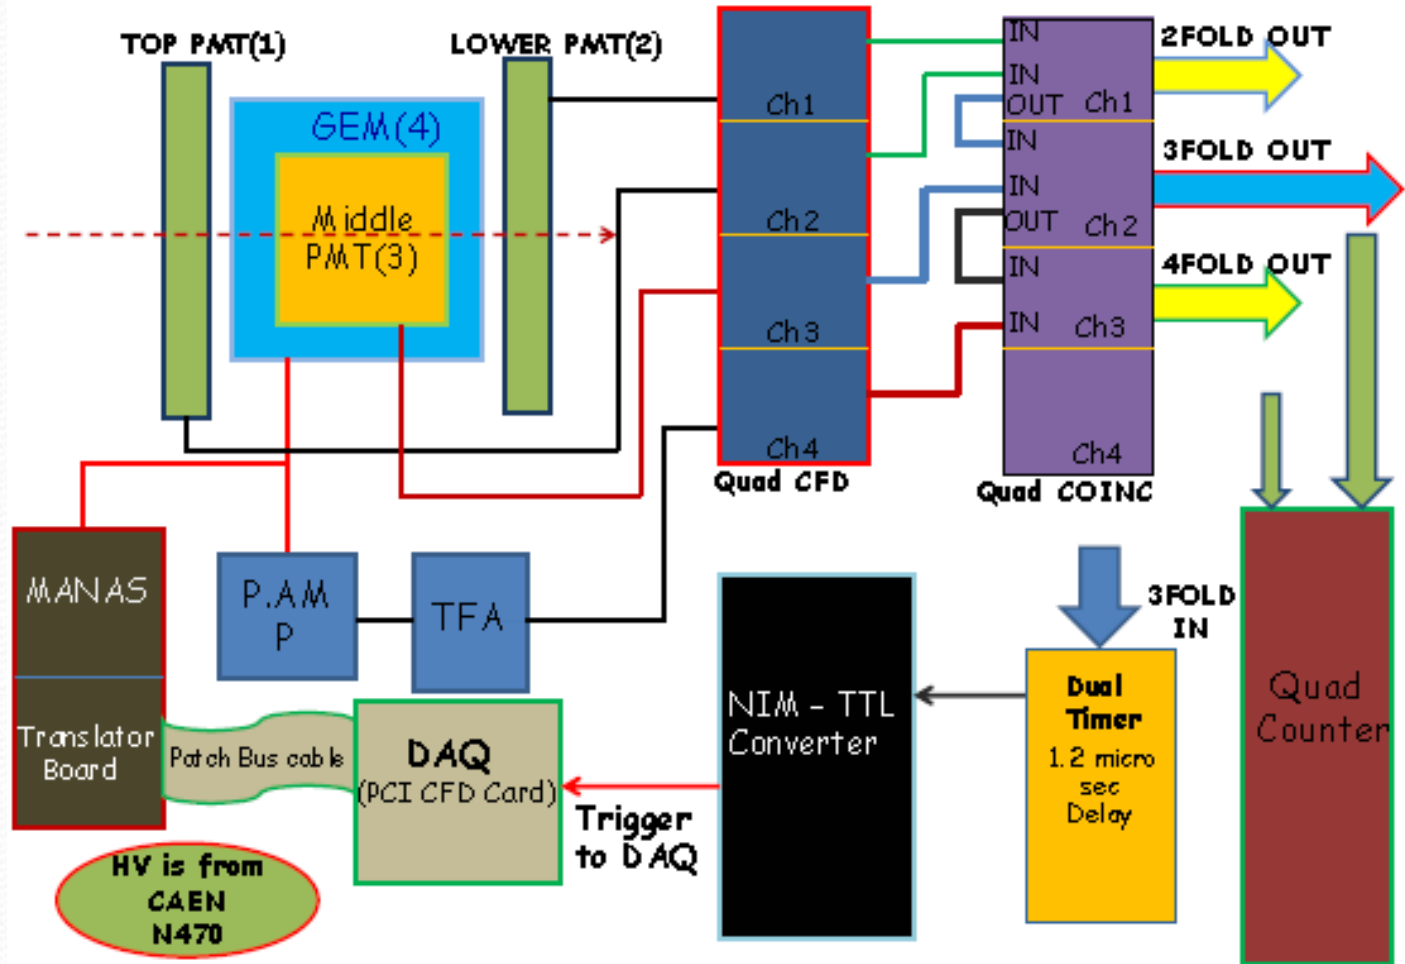 TOP PMT(1)
LOWER PMT(2)
GEM(4)
Middle
PMT(3)
Ch1
Ch2
Ch3
Ch4
Quad CFD
IN
IN
OUT
Ch1
IN
IN
OUT
Ch2
IN
IN
Ch3
Ch4
Quad COINC
2FOLD OUT
3FOLD OUT
4FOLD OUT
MANAS
Translator
Board
P.AM
P
TFA
Patch Bus cable
DAQ
(PCI CFD Card)
Trigger
to DAQ
NIM - TTL
Converter
3FOLD
IN
Dual
Timer
1.2 micro
sec
Delay
Quad
Counter
HV is from
CAEN
N470